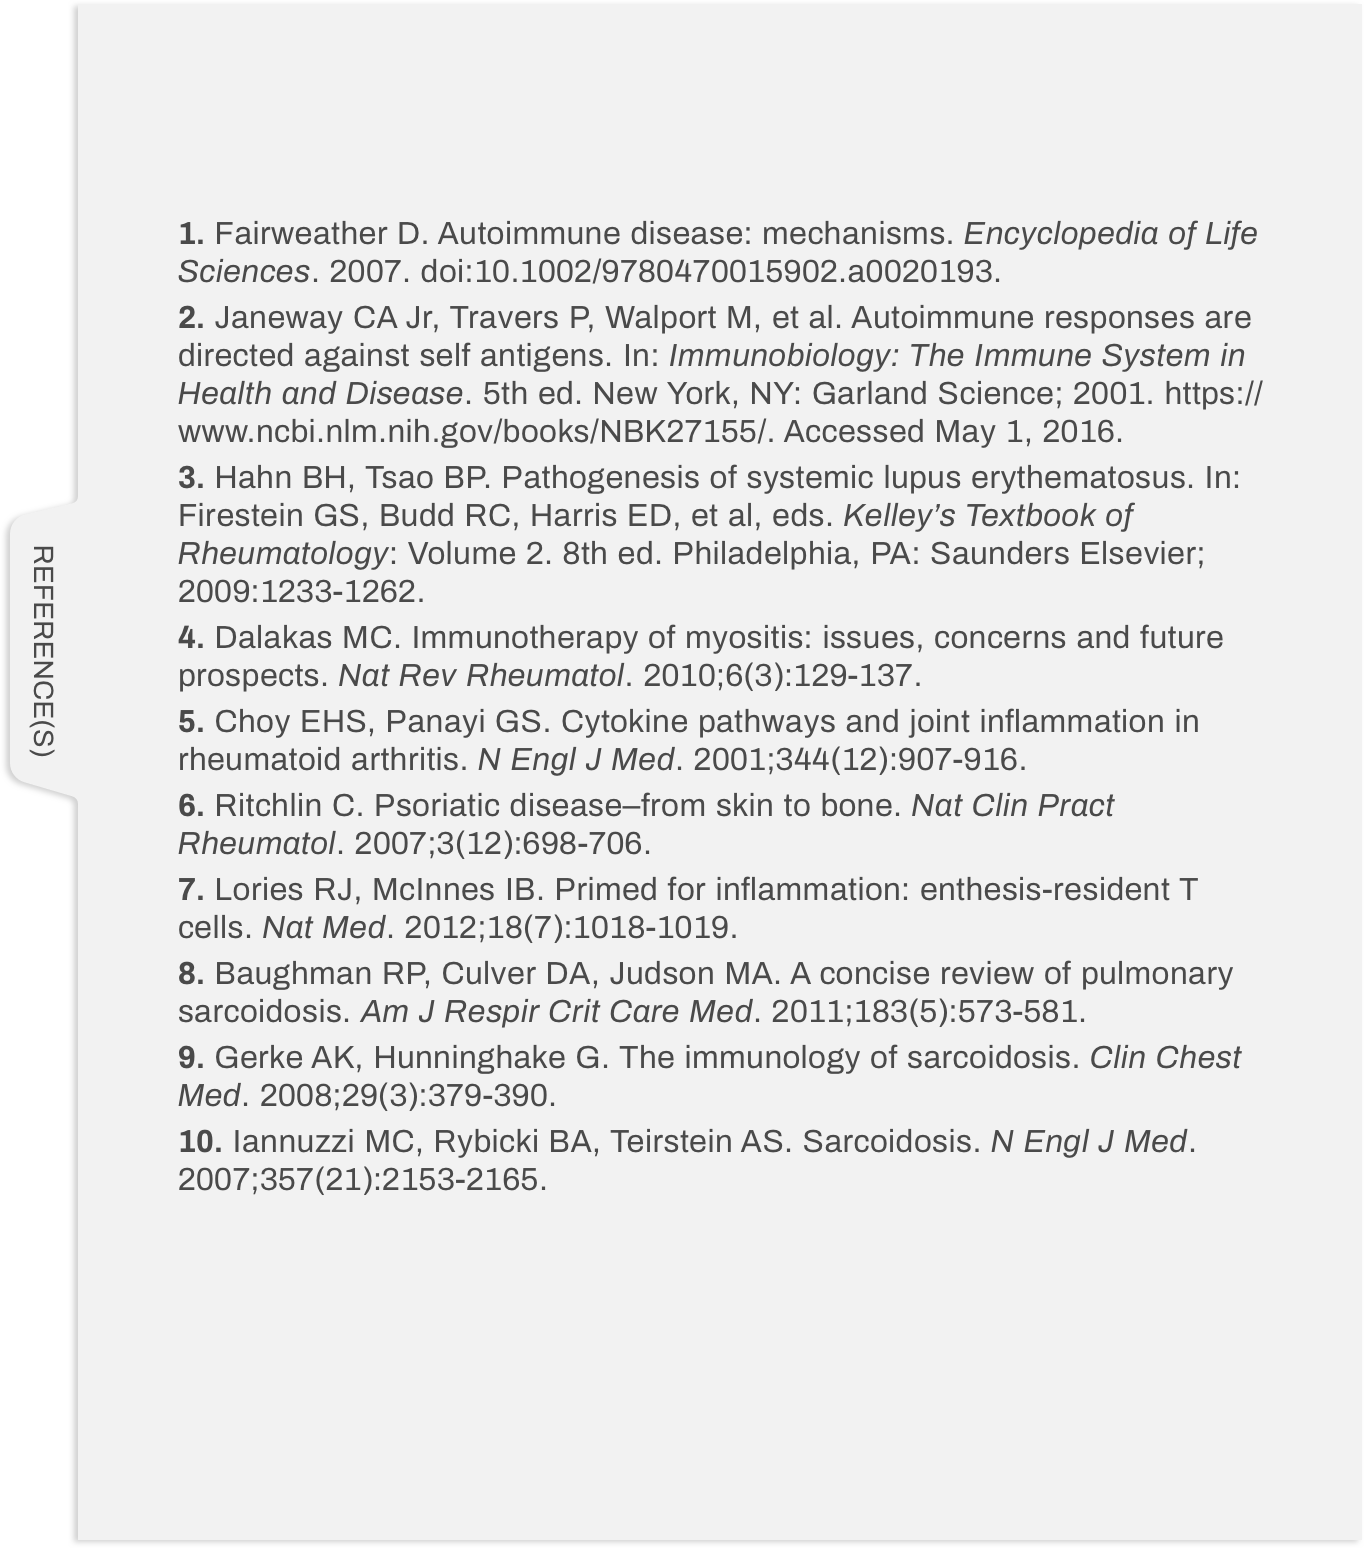 REFERENCE(S)
1. Fairweather D. Autoimmune disease: mechanisms. Encyclopedia of Life
Sciences. 2007. doi:10.1002/9780470015902.a0020193.
2. Janeway CA Jr, Travers P, Walport M, et al. Autoimmune responses are
directed against self antigens. In: Immunobiology: The Immune System in
Health and Disease. 5th ed. New York, NY: Garland Science; 2001. https://
www.ncbi.nlm.nih.gov/books/NBK27155/. Accessed May 1, 2016.
3. Hahn BH, Tsao BP. Pathogenesis of systemic lupus erythematosus. In:
Firestein GS, Budd RC, Harris ED, et al, eds. Kelley’s Textbook of
Rheumatology: Volume 2. 8th ed. Philadelphia, PA: Saunders Elsevier;
2009:1233-1262.
4. Dalakas MC. Immunotherapy of myositis: issues, concerns and future
prospects. Nat Rev Rheumatol. 2010;6(3):129-137.
5. Choy EHS, Panayi GS. Cytokine pathways and joint inflammation in
rheumatoid arthritis. N Engl J Med. 2001;344(12):907-916.
6. Ritchlin C. Psoriatic disease—from skin to bone. Nat Clin Pract
Rheumatol. 2007;3(12):698-706.
7. Lories RJ, McInnes IB. Primed for inflammation: enthesis-resident T
cells. Nat Med. 2012;18(7):1018-1019.
8. Baughman RP, Culver DA, Judson MA. A concise review of pulmonary
sarcoidosis. Am J Respir Crit Care Med. 2011;183(5):573-581.
9. Gerke AK, Hunninghake G. The immunology of sarcoidosis. Clin Chest
Med. 2008;29(3):379-390.
10. Iannuzzi MC, Rybicki BA, Teirstein AS. Sarcoidosis. N Engl J Med.
2007;357(21):2153-2165.